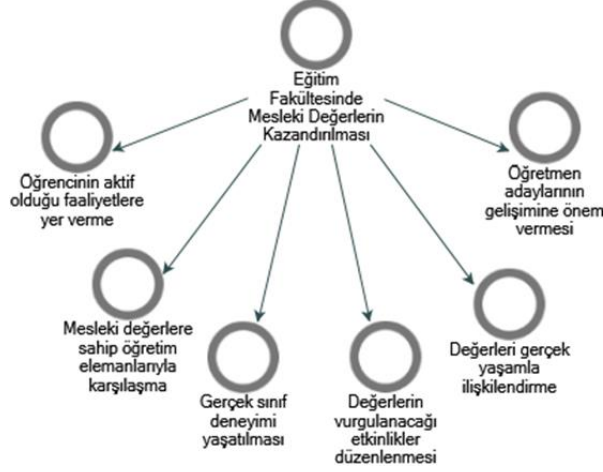 Eğitim
Fakültesinde
Mesleki Değerlerin
Kazandırılması
Öğrencinin aktif
olduğu faaliyetlere
yer verme
Öğretmen
adaylarının
gelişimine önem
vermesi
Mesleki değerlere
sahip öğretim
elemanlarıyla
karşılaşma
Gerçek sınıf
deneyimi
yaşatılması
Değerlerin
vurgulanacağı
etkinlikler
düzenlenmesi
Değerleri gerçek
yaşamla
ilişkilendirme